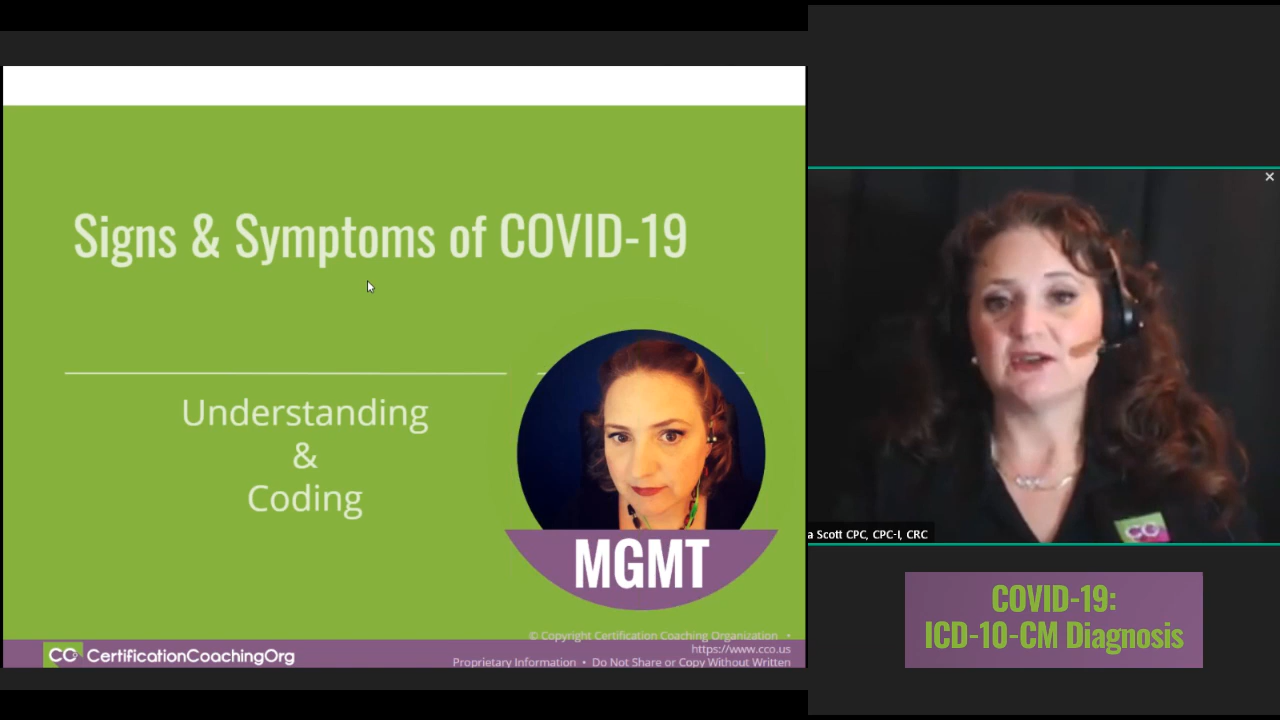 Signs & Symptoms of COVID-19
Understanding
&
Coding
MGMT
© Copyright Certification Coaching Organization •
https://www.cco.us
Proprietary Information • Do Not Share or Copy Without Written
CertificationCoachingOrg
a Scott CPC, CPC-I, CRC
COVID-19:
ICD-10-CM Diagnosis